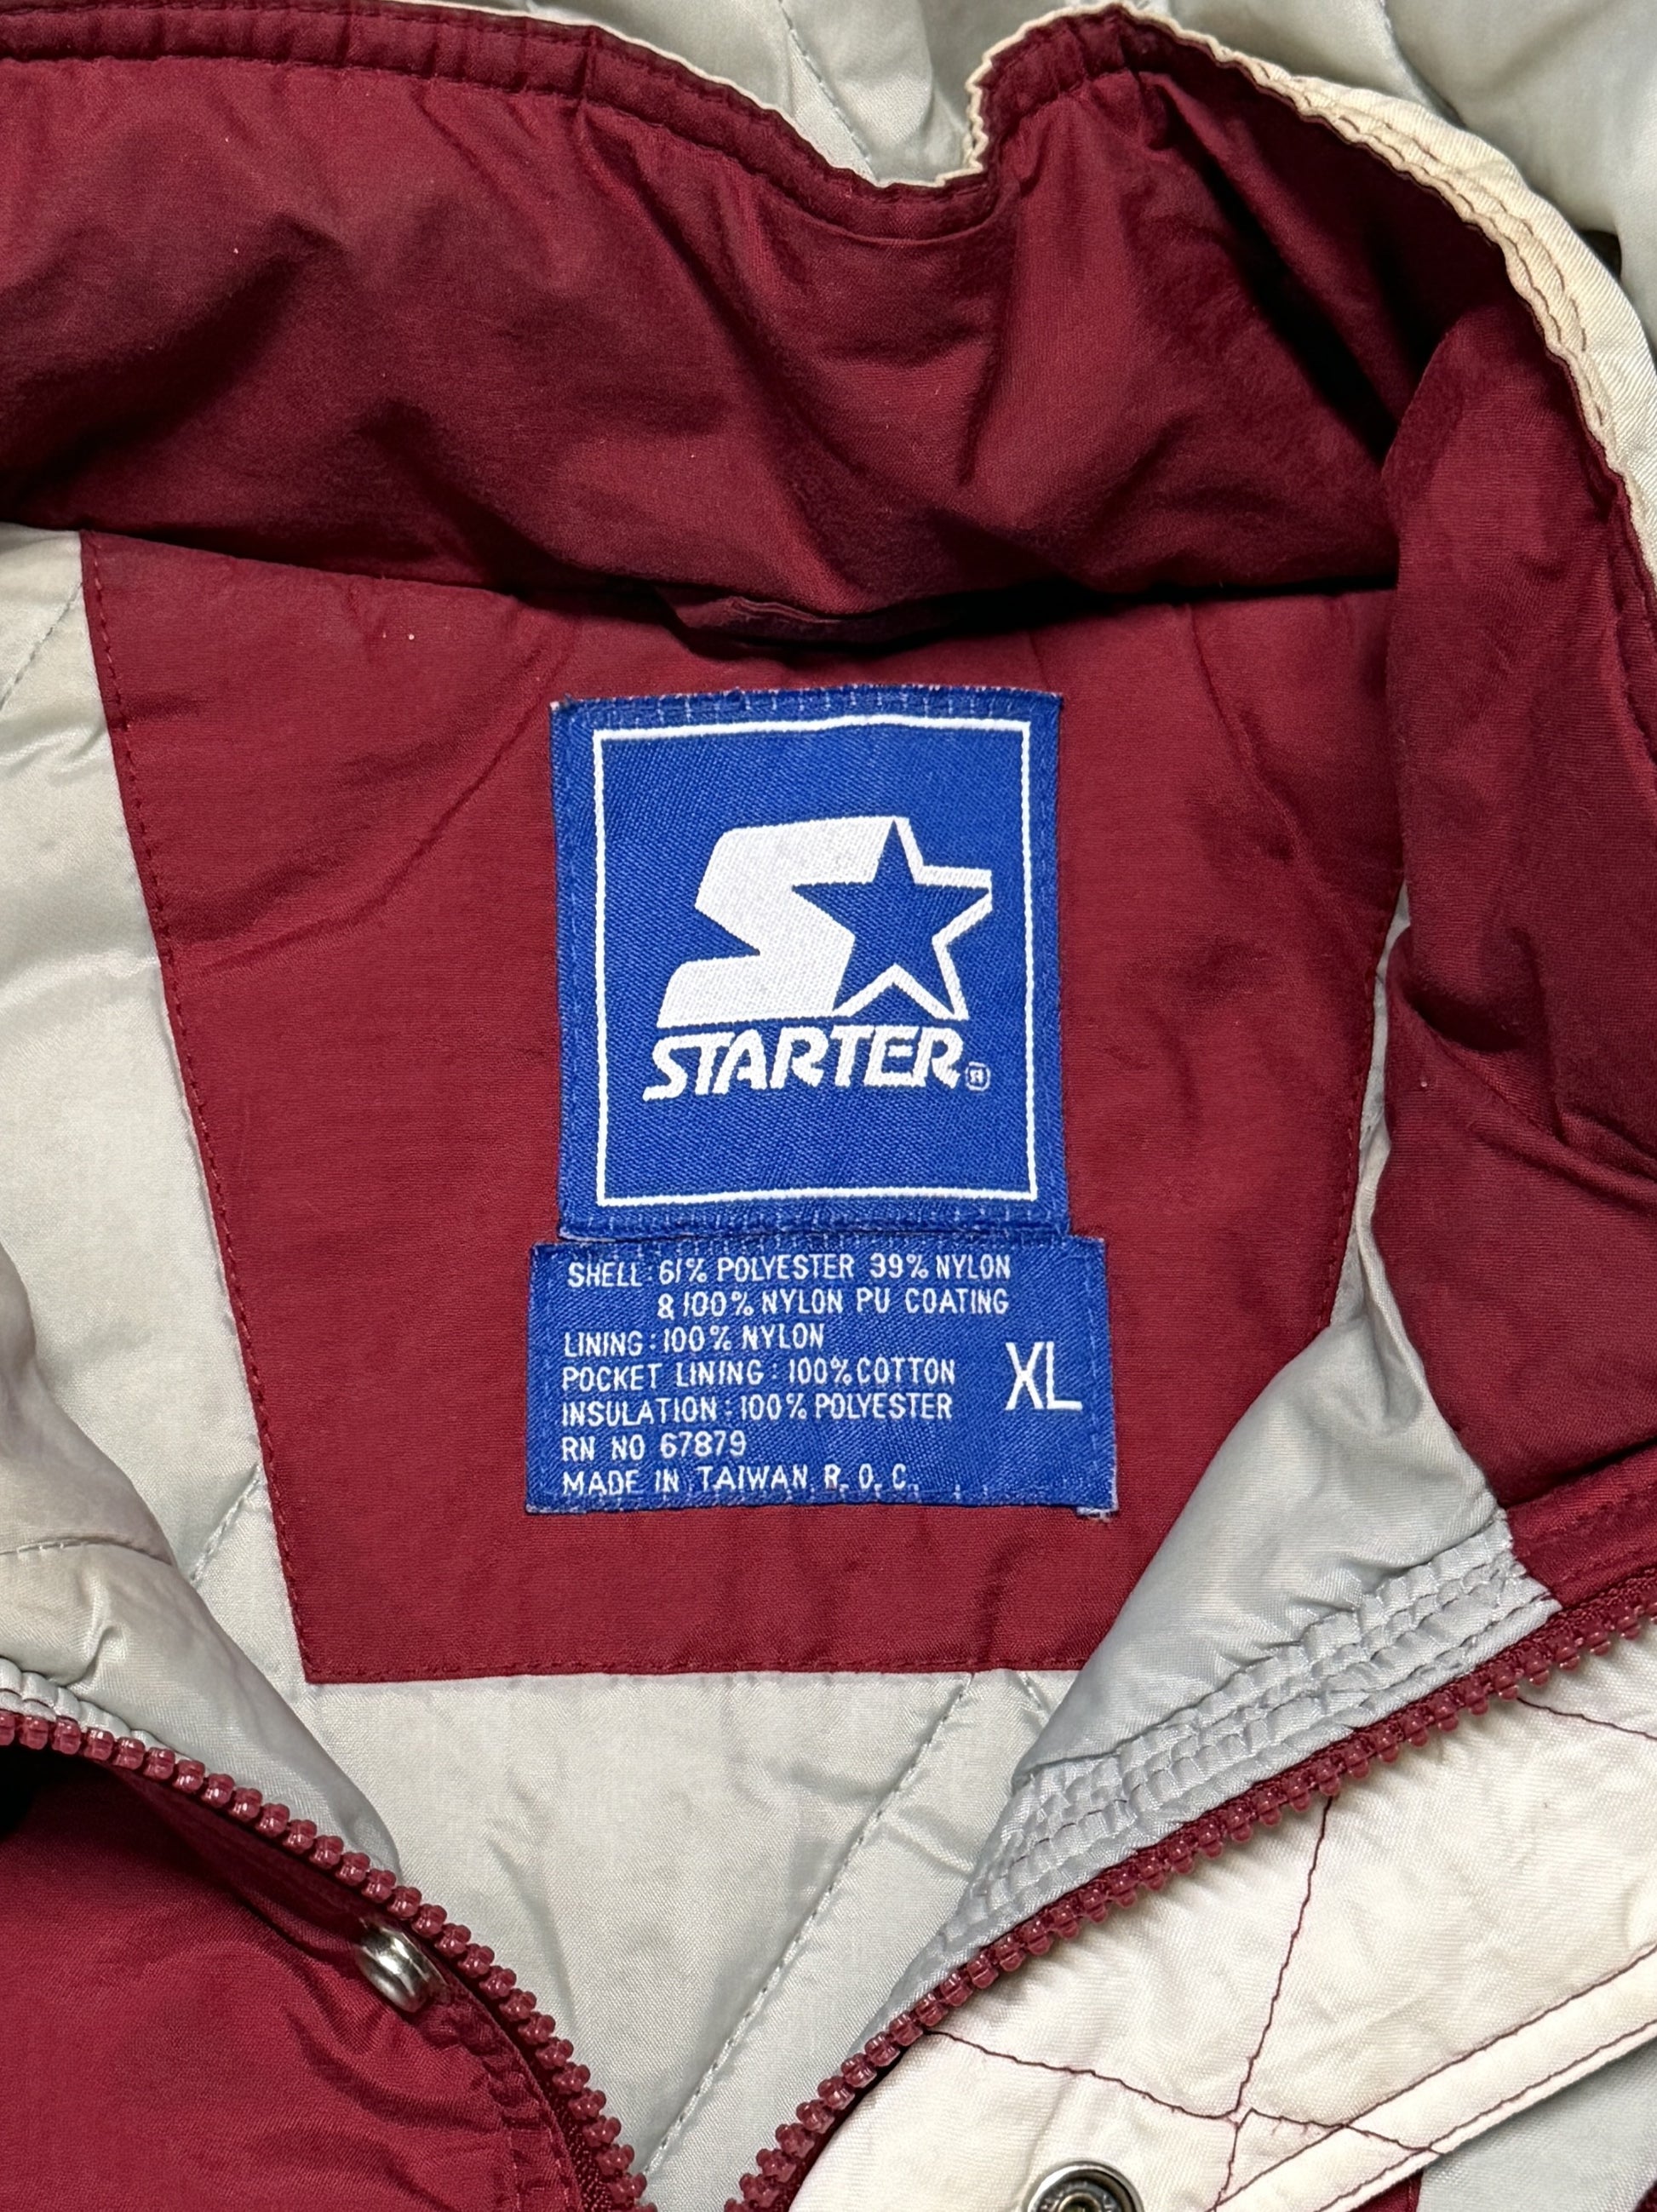 STARTER®
SHELL: 61% POLYESTER 39% NYLON
& 100% NYLON PU COATING
LINING: 100% NYLON
POCKET LINING: 100% COTTON
INSULATION: 100% POLYESTER
RN NO 67879
MADE IN TAIWAN R.O.C.
XL